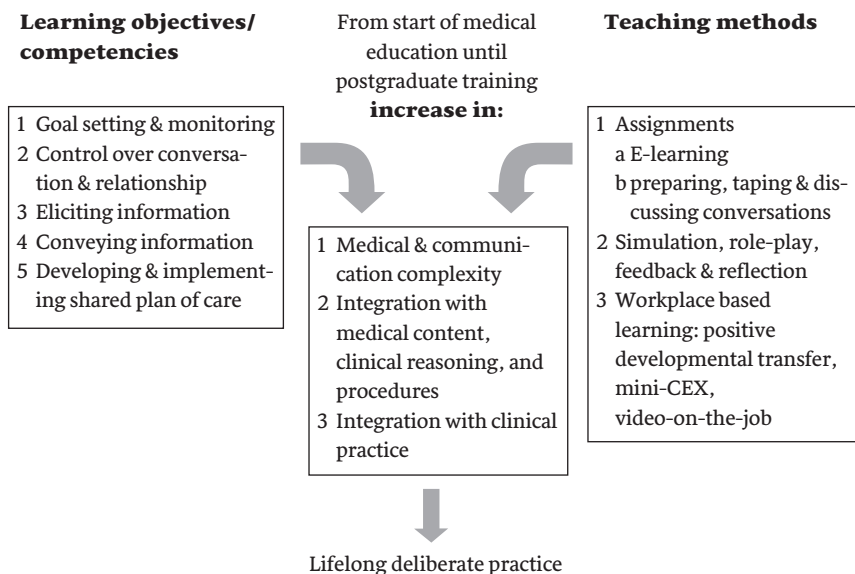 Learning objectives/
competencies
1 Goal setting & monitoring
2 Control over conversa-
tion & relationship
3 Eliciting information
4 Conveying information
5 Developing & implement-
ing shared plan of care
From start of medical
education until
postgraduate training
increase in:
1 Medical & communi-
cation complexity
2 Integration with
medical content,
clinical reasoning, and
procedures
3 Integration with clinical
practice
Teaching methods
1 Assignments
a E-learning
b preparing, taping & dis-
cussing conversations
2 Simulation, role-play,
feedback & reflection
3 Workplace based
learning: positive
developmental transfer,
mini-CEX,
video-on-the-job
Lifelong deliberate practice